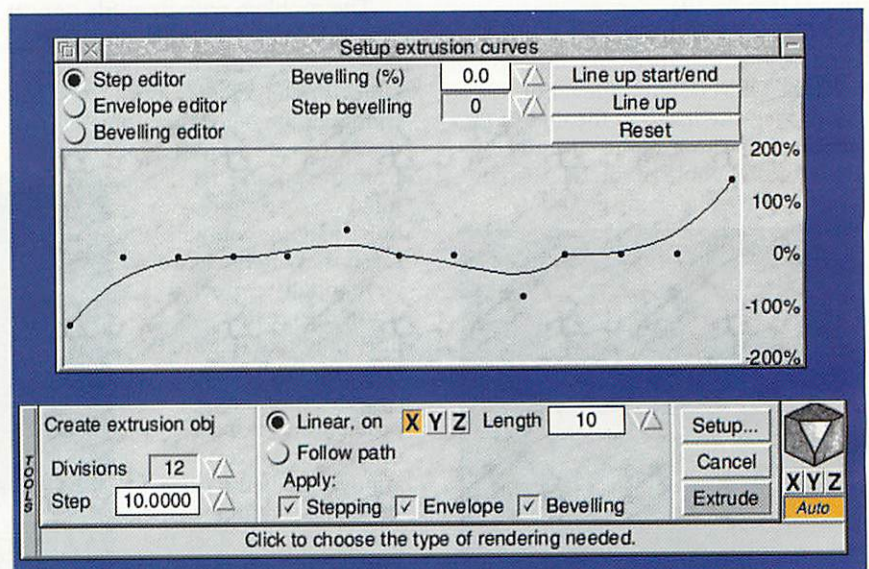 Setup extrusion curves
Step editor
Envelope editor
Bevelling editor
Bevelling (%) 0.0
Step bevelling 0
Line up start/end
Line up
Reset
200%
100%
0%
-100%
-200%
TOOLS
Create extrusion obj
Divisions 12
Step 10.0000
Linear, on X Y Z Length 10
Follow path
Apply:
Stepping Envelope Bevelling
Setup...
Cancel
Extrude
X Y Z
Auto
Click to choose the type of rendering needed.